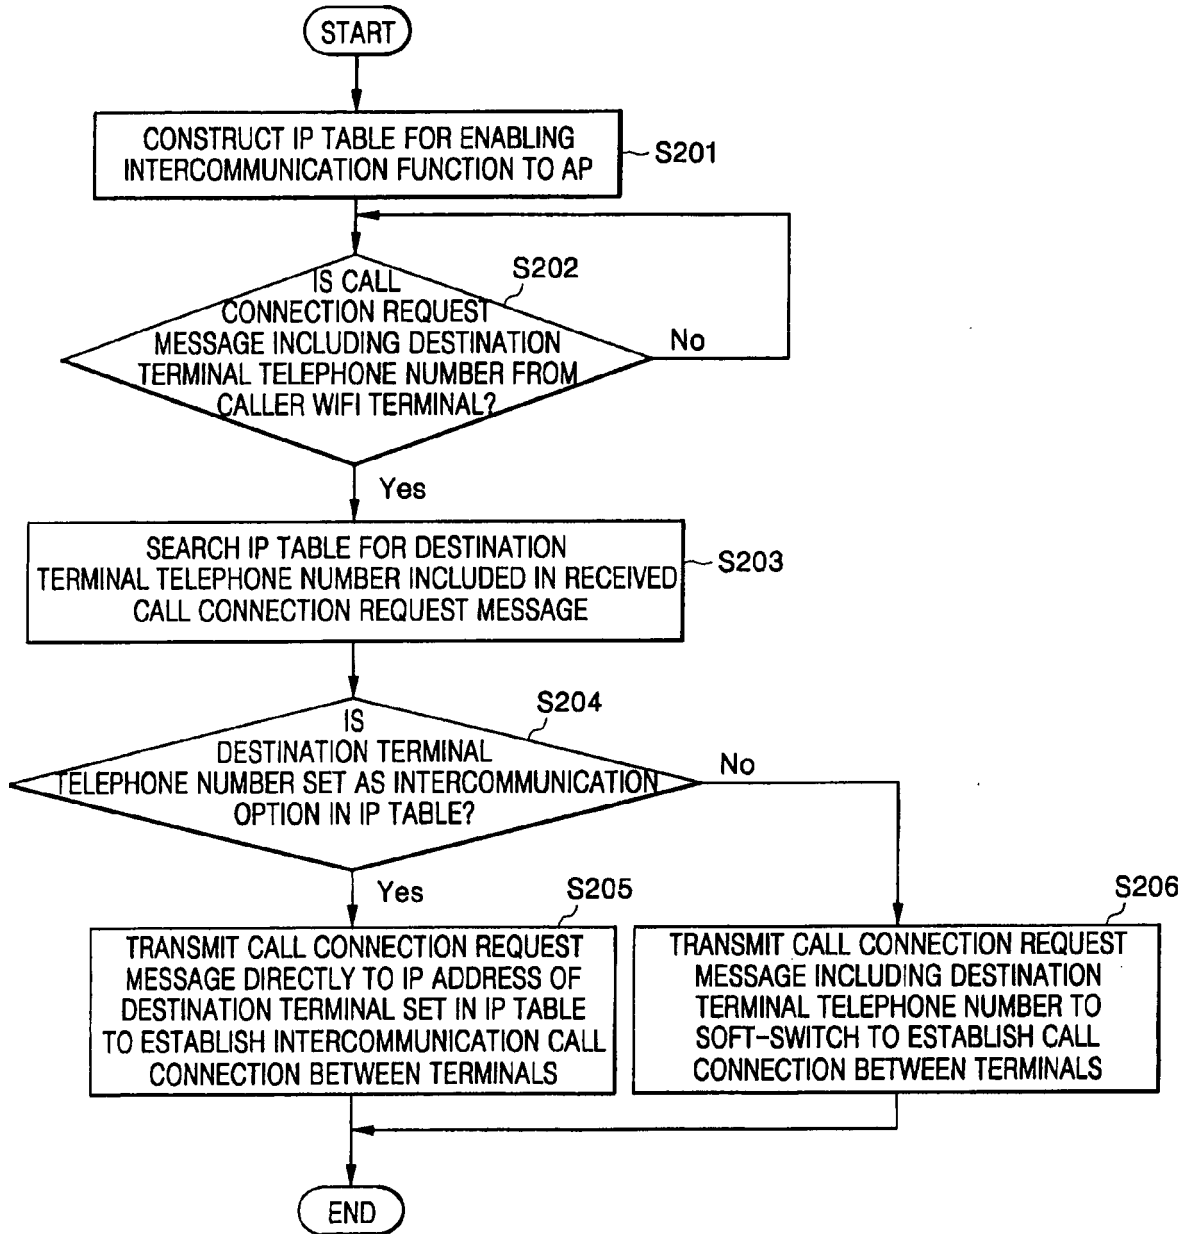 START
CONSTRUCT IP TABLE FOR ENABLING
INTERCOMMUNICATION FUNCTION TO AP
S201
S202
IS CALL
CONNECTION REQUEST
MESSAGE INCLUDING DESTINATION
TERMINAL TELEPHONE NUMBER FROM
CALLER WIFI TERMINAL?
No
Yes
SEARCH IP TABLE FOR DESTINATION
TERMINAL TELEPHONE NUMBER INCLUDED IN RECEIVED
CALL CONNECTION REQUEST MESSAGE
S203
S204
IS
DESTINATION TERMINAL
TELEPHONE NUMBER SET AS INTERCOMMUNICATION
OPTION IN IP TABLE?
No
Yes
S205
TRANSMIT CALL CONNECTION REQUEST
MESSAGE DIRECTLY TO IP ADDRESS OF
DESTINATION TERMINAL SET IN IP TABLE
TO ESTABLISH INTERCOMMUNICATION CALL
CONNECTION BETWEEN TERMINALS
S206
TRANSMIT CALL CONNECTION REQUEST
MESSAGE INCLUDING DESTINATION
TERMINAL TELEPHONE NUMBER TO
SOFT-SWITCH TO ESTABLISH CALL
CONNECTION BETWEEN TERMINALS
END